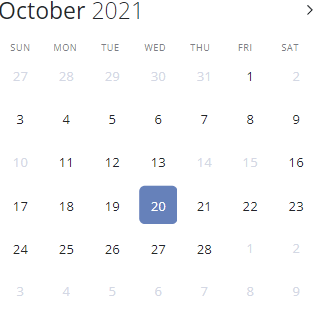 October 2021 >
SUN MON TUE WED THU FRI SAT
27 28 29 30 31 1 2
3 4 5 6 7 8 9
10 11 12 13 14 15 16
17 18 19 20 21 22 23
24 25 26 27 28 1 2
3 4 5 6 7 8 9